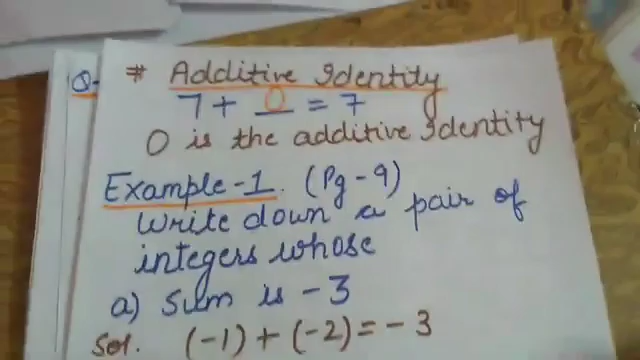 Q-
# Additive Identity
7 + 0 = 7
0 is the additive Identity
Example-1. (Pg-9)
Write down a pair of
integers whose
a) Sum is -3
Sol. (-1) + (-2) = -3